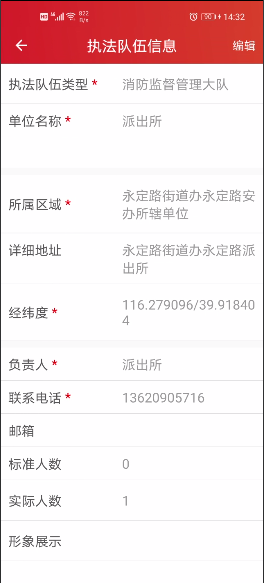 822 B/s
14:32
执法队伍信息 编辑
执法队伍类型 * 消防监督管理大队
单位名称 * 派出所
所属区域 * 永定路街道办永定路安
办所辖单位
详细地址 永定路街道办永定路派
出所
经纬度 * 116.279096/39.91840
4
负责人 * 派出所
联系电话 * 13620905716
邮箱
标准人数 0
实际人数 1
形象展示